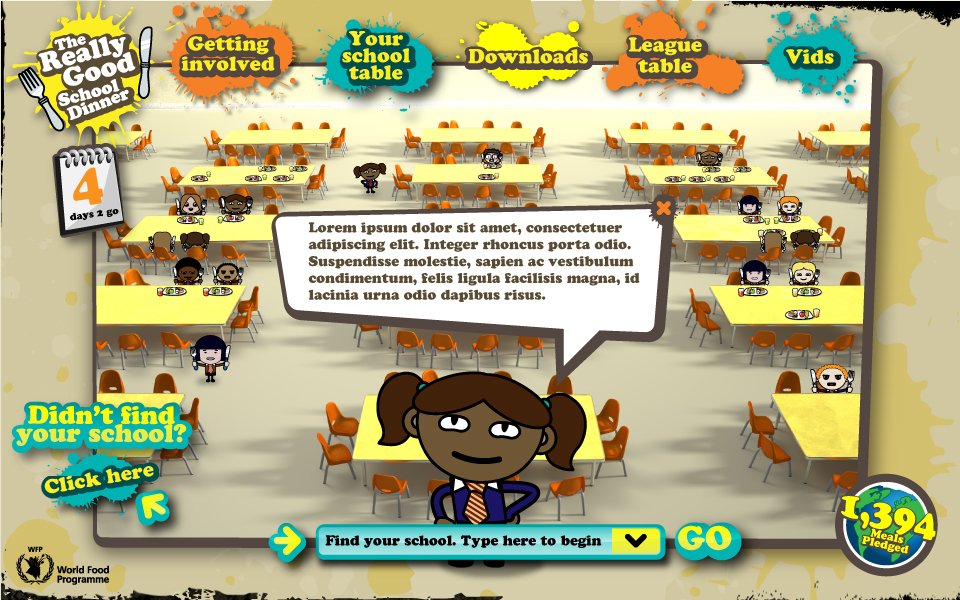 The
Really
Good
School
Dinner
Getting
involved
Your
school
table
Downloads
League
table
Vids
4
days 2 go
Lorem ipsum dolor sit amet, consectetuer
adipiscing elit. Integer rhoncus porta odio.
Suspendisse molestie, sapien ac vestibulum
condimentum, felis ligula facilisis magna, id
lacinia urna odio dapibus risus.
Didn't find
your school?
Click here
Find your school. Type here to begin
GO
1,394
Meals
Pledged
WFP
World Food
Programme